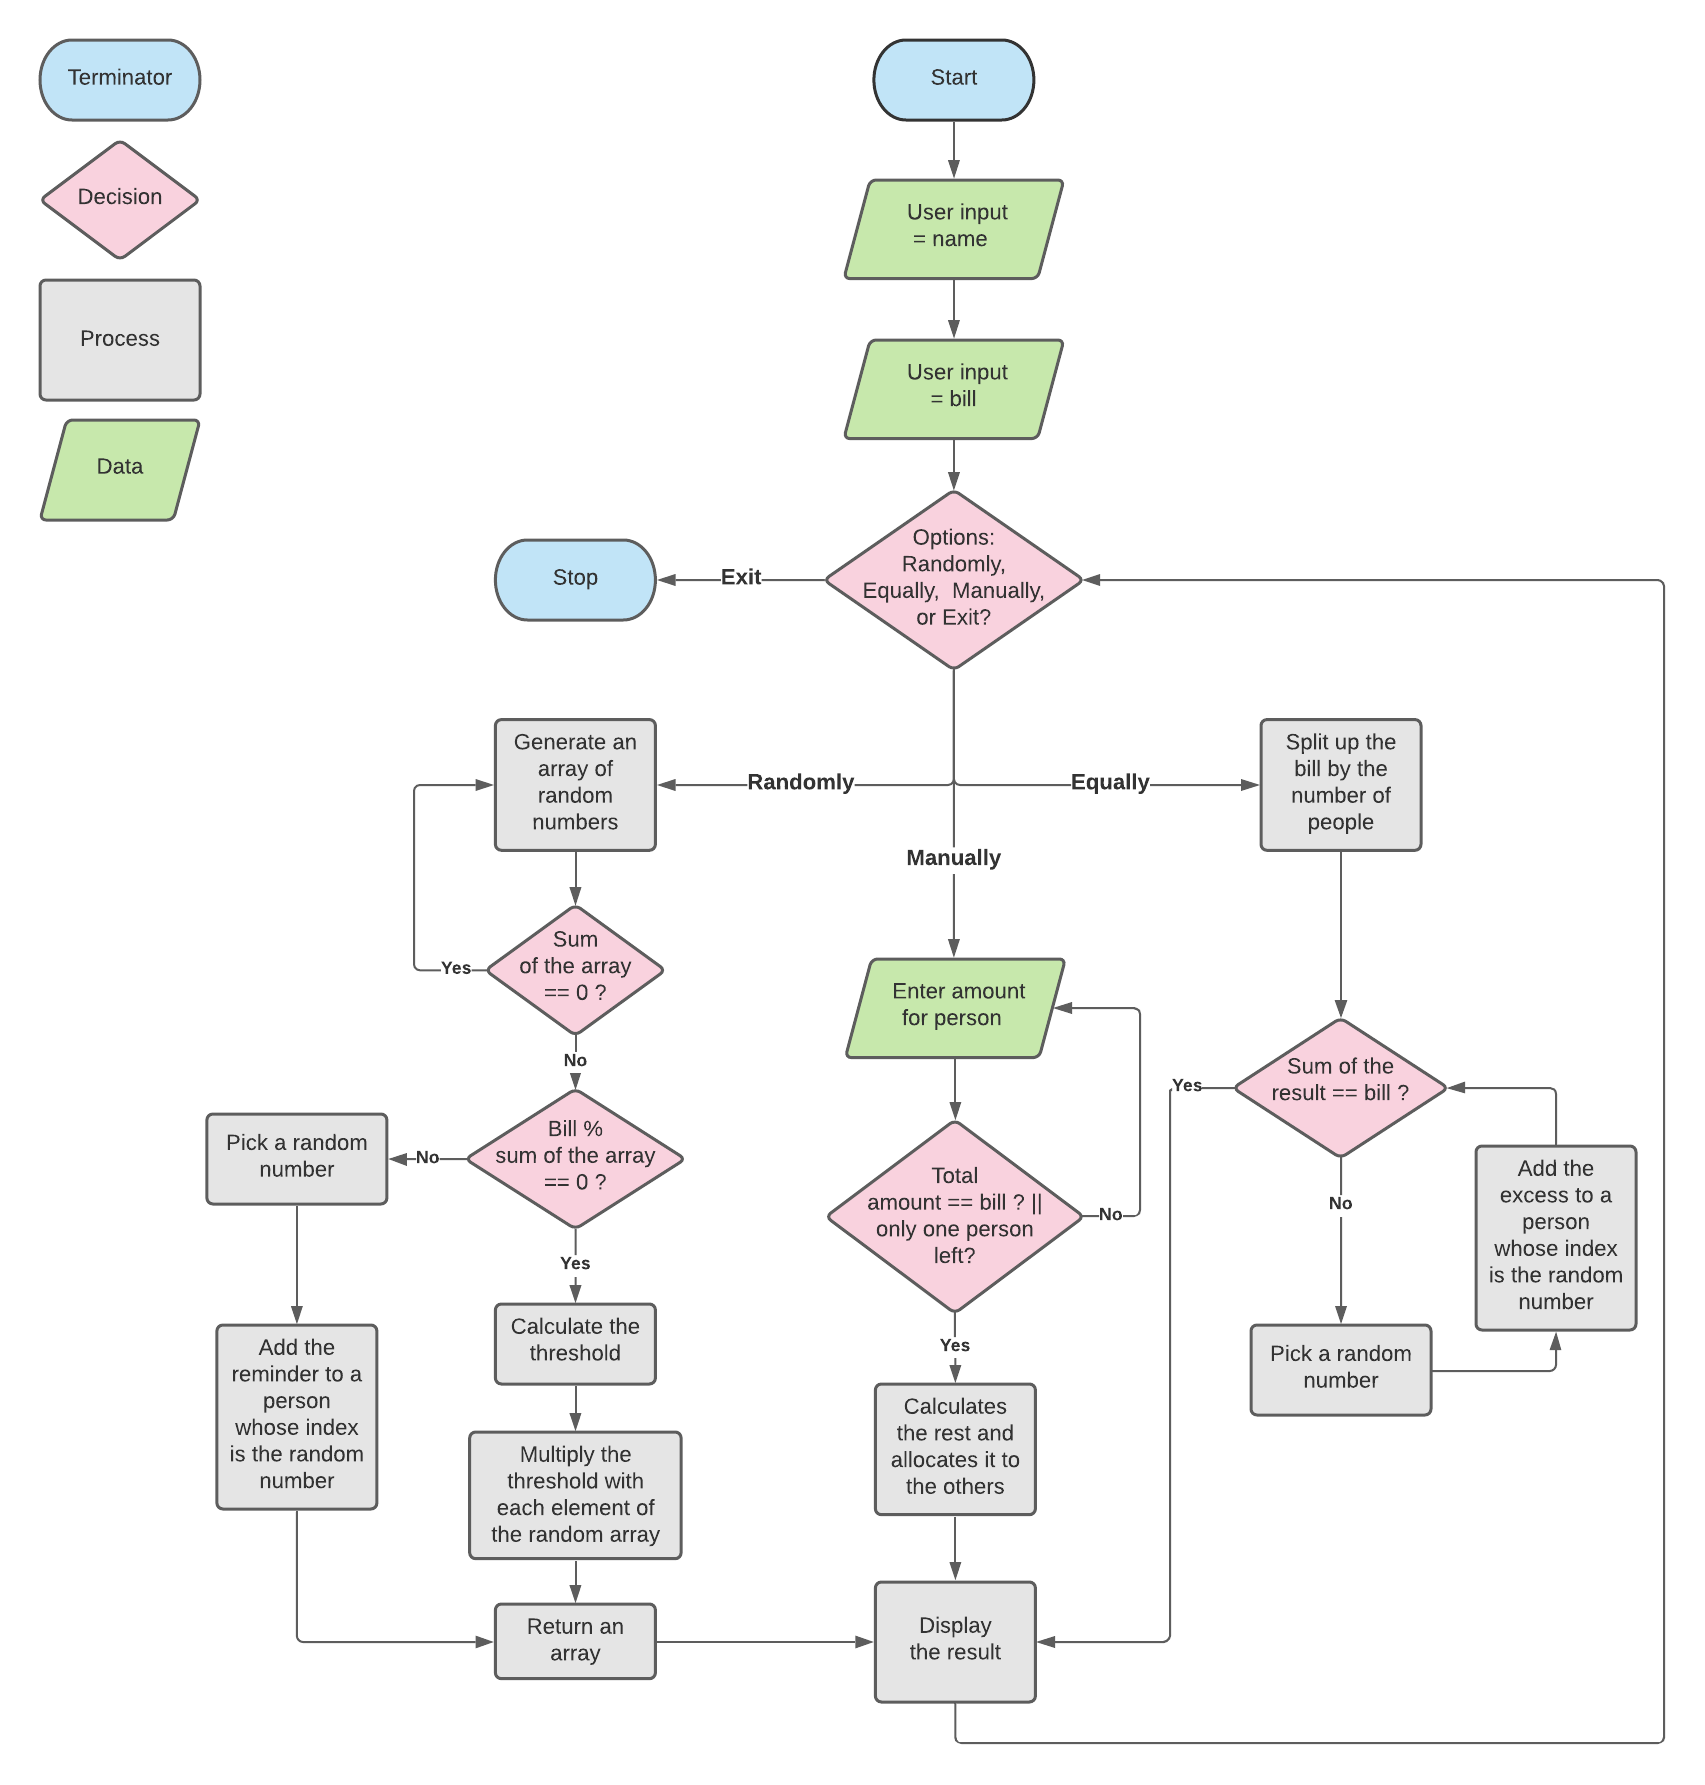 Terminator
Decision
Process
Data
Start
User input
= name
User input
= bill
Options:
Randomly,
Equally,  Manually,
or Exit?
Exit
Stop
Randomly
Equally
Manually
Generate an
array of
random
numbers
Sum
of the array
== 0 ?
Yes
No
Bill %
sum of the array
== 0 ?
No
Pick a random
number
Add the
reminder to a
person
whose index
is the random
number
Yes
Calculate the
threshold
Multiply the
threshold with
each element of
the random array
Return an
array
Enter amount
for person
Total
amount == bill ? ||
only one person
left?
No
Yes
Calculates
the rest and
allocates it to
the others
Display
the result
Split up the
bill by the
number of
people
Sum of the
result == bill ?
Yes
No
Pick a random
number
Add the
excess to a
person
whose index
is the random
number